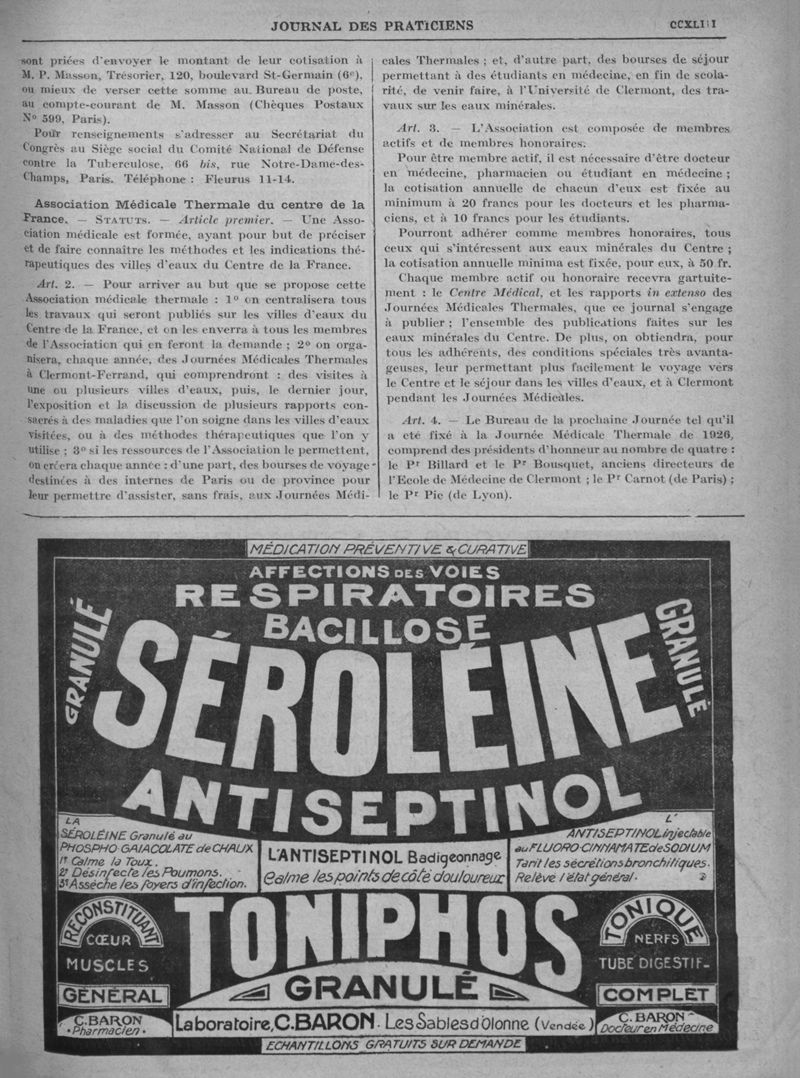 JOURNAL DES PRATICIENS
CCXLIII
sont priées d'envoyer le montant de leur cotisation à
M. P. Masson, Trésorier, 120, boulevard St-Germain (6e),
ou mieux de verser cette somme au Bureau de poste,
au compte-courant de M. Masson (Chèques Postaux
No 599, Paris).
Pour renseignements s'adresser au Secrétariat du
Congrès au Siège social du Comité National de Défense
contre la Tuberculose, 66 bis, rue Notre-Dame-des-
Champs, Paris. Téléphone : Fleurus 11-14.
Association Médicale Thermale du centre de la
France. — STATUTS. — Article premier. — Une Asso-
ciation médicale est formée, ayant pour but de préciser
et de faire connaître les méthodes et les indications thé-
rapeutiques des villes d'eaux du Centre de la France.
Art. 2. — Pour arriver au but que se propose cette
Association médicale thermale : 1o on centralisera tous
les travaux qui seront publiés sur les villes d'eaux du
Centre de la France, et on les enverra à tous les membres
de l'Association qui en feront la demande ; 2o on orga-
nisera, chaque année, des Journées Médicales Thermales
à Clermont-Ferrand, qui comprendront : des visites à
une ou plusieurs villes d'eaux, puis, le dernier jour,
l'exposition et la discussion de plusieurs rapports con-
sacrés à des maladies que l'on soigne dans les villes d'eaux
visitées, ou à des méthodes thérapeutiques que l'on y
utilise ; 3o si les ressources de l'Association le permettent,
on créera chaque année : d'une part, des bourses de voyage
destinées à des internes de Paris ou de province pour
leur permettre d'assister, sans frais, aux Journées Médi-
cales Thermales ; et, d'autre part, des bourses de séjour
permettant à des étudiants en médecine, en fin de scola-
rité, de venir faire, à l'Université de Clermont, des tra-
vaux sur les eaux minérales.
Art. 3. — L'Association est composée de membres
actifs et de membres honoraires.
Pour être membre actif, il est nécessaire d'être docteur
en médecine, pharmacien ou étudiant en médecine ;
la cotisation annuelle de chacun d'eux est fixée au
minimum à 20 francs pour les docteurs et les pharma-
ciens, et à 10 francs pour les étudiants.
Pourront adhérer comme membres honoraires, tous
ceux qui s'intéressent aux eaux minérales du Centre ;
la cotisation annuelle minima est fixée, pour eux, à 50 fr.
Chaque membre actif ou honoraire recevra gartuite-
ment : le Centre Médical, et les rapports in extenso des
Journées Médicales Thermales, que ce journal s'engage
à publier ; l'ensemble des publications faites sur les
eaux minérales du Centre. De plus, on obtiendra, pour
tous les adhérents, des conditions spéciales très avanta-
geuses, leur permettant plus facilement le voyage vers
le Centre et le séjour dans les villes d'eaux, et à Clermont
pendant les Journées Médicales.
Art. 4. — Le Bureau de la prochaine Journée tel qu'il
a été fixé à la Journée Médicale Thermale de 1926,
comprend des présidents d'honneur au nombre de quatre :
le Pr Billard et le Pr Bousquet, anciens directeurs de
l'Ecole de Médecine de Clermont ; le Pr Carnot (de Paris) ;
le Pr Pic (de Lyon).
MÉDICATION PRÉVENTIVE & CURATIVE
AFFECTIONS DES VOIES
RESPIRATOIRES
BACILLOSE
GRANULÉ
SÉROLÉINE
GRANULÉ
ANTISEPTINOL
LA
SÉROLÉINE Granulé au
PHOSPHO-GAIACOLATE de CHAUX
1° Calme la Toux.
2° Désinfecte les Poumons.
3° Assèche les foyers d'infection.
L'ANTISEPTINOL Badigeonnage
Calme les points de côté douloureux
L'
ANTISEPTINOL injectable
au FLUORO-CINNAMATE de SODIUM
Tarit les sécrétions bronchitiques.
Relève l'état général.
RECONSTITUANT
CŒUR
MUSCLES
GÉNÉRAL
TONIPHOS
GRANULÉ
TONIQUE
NERFS
TUBE DIGESTIF
COMPLET
C. BARON
Pharmacien
Laboratoire, C. BARON. Les Sables d'Olonne (Vendée)
C. BARON
Docteur en Médecine
ECHANTILLONS GRATUITS SUR DEMANDE